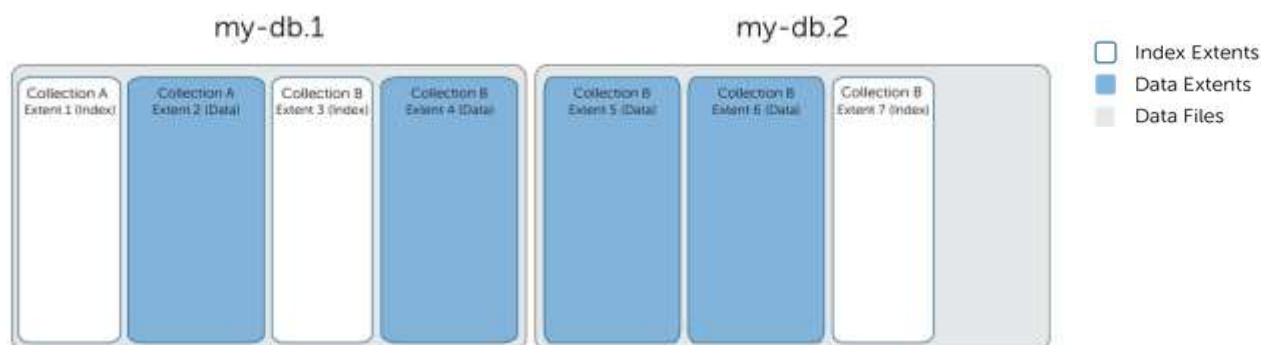 my-db.1
my-db.2
Collection A
Extent 1 (Index)
Collection A
Extent 2 (Data)
Collection B
Extent 3 (Index)
Collection B
Extent 4 (Data)
Collection B
Extent 5 (Data)
Collection B
Extent 6 (Data)
Collection B
Extent 7 (Index)
Index Extents
Data Extents
Data Files